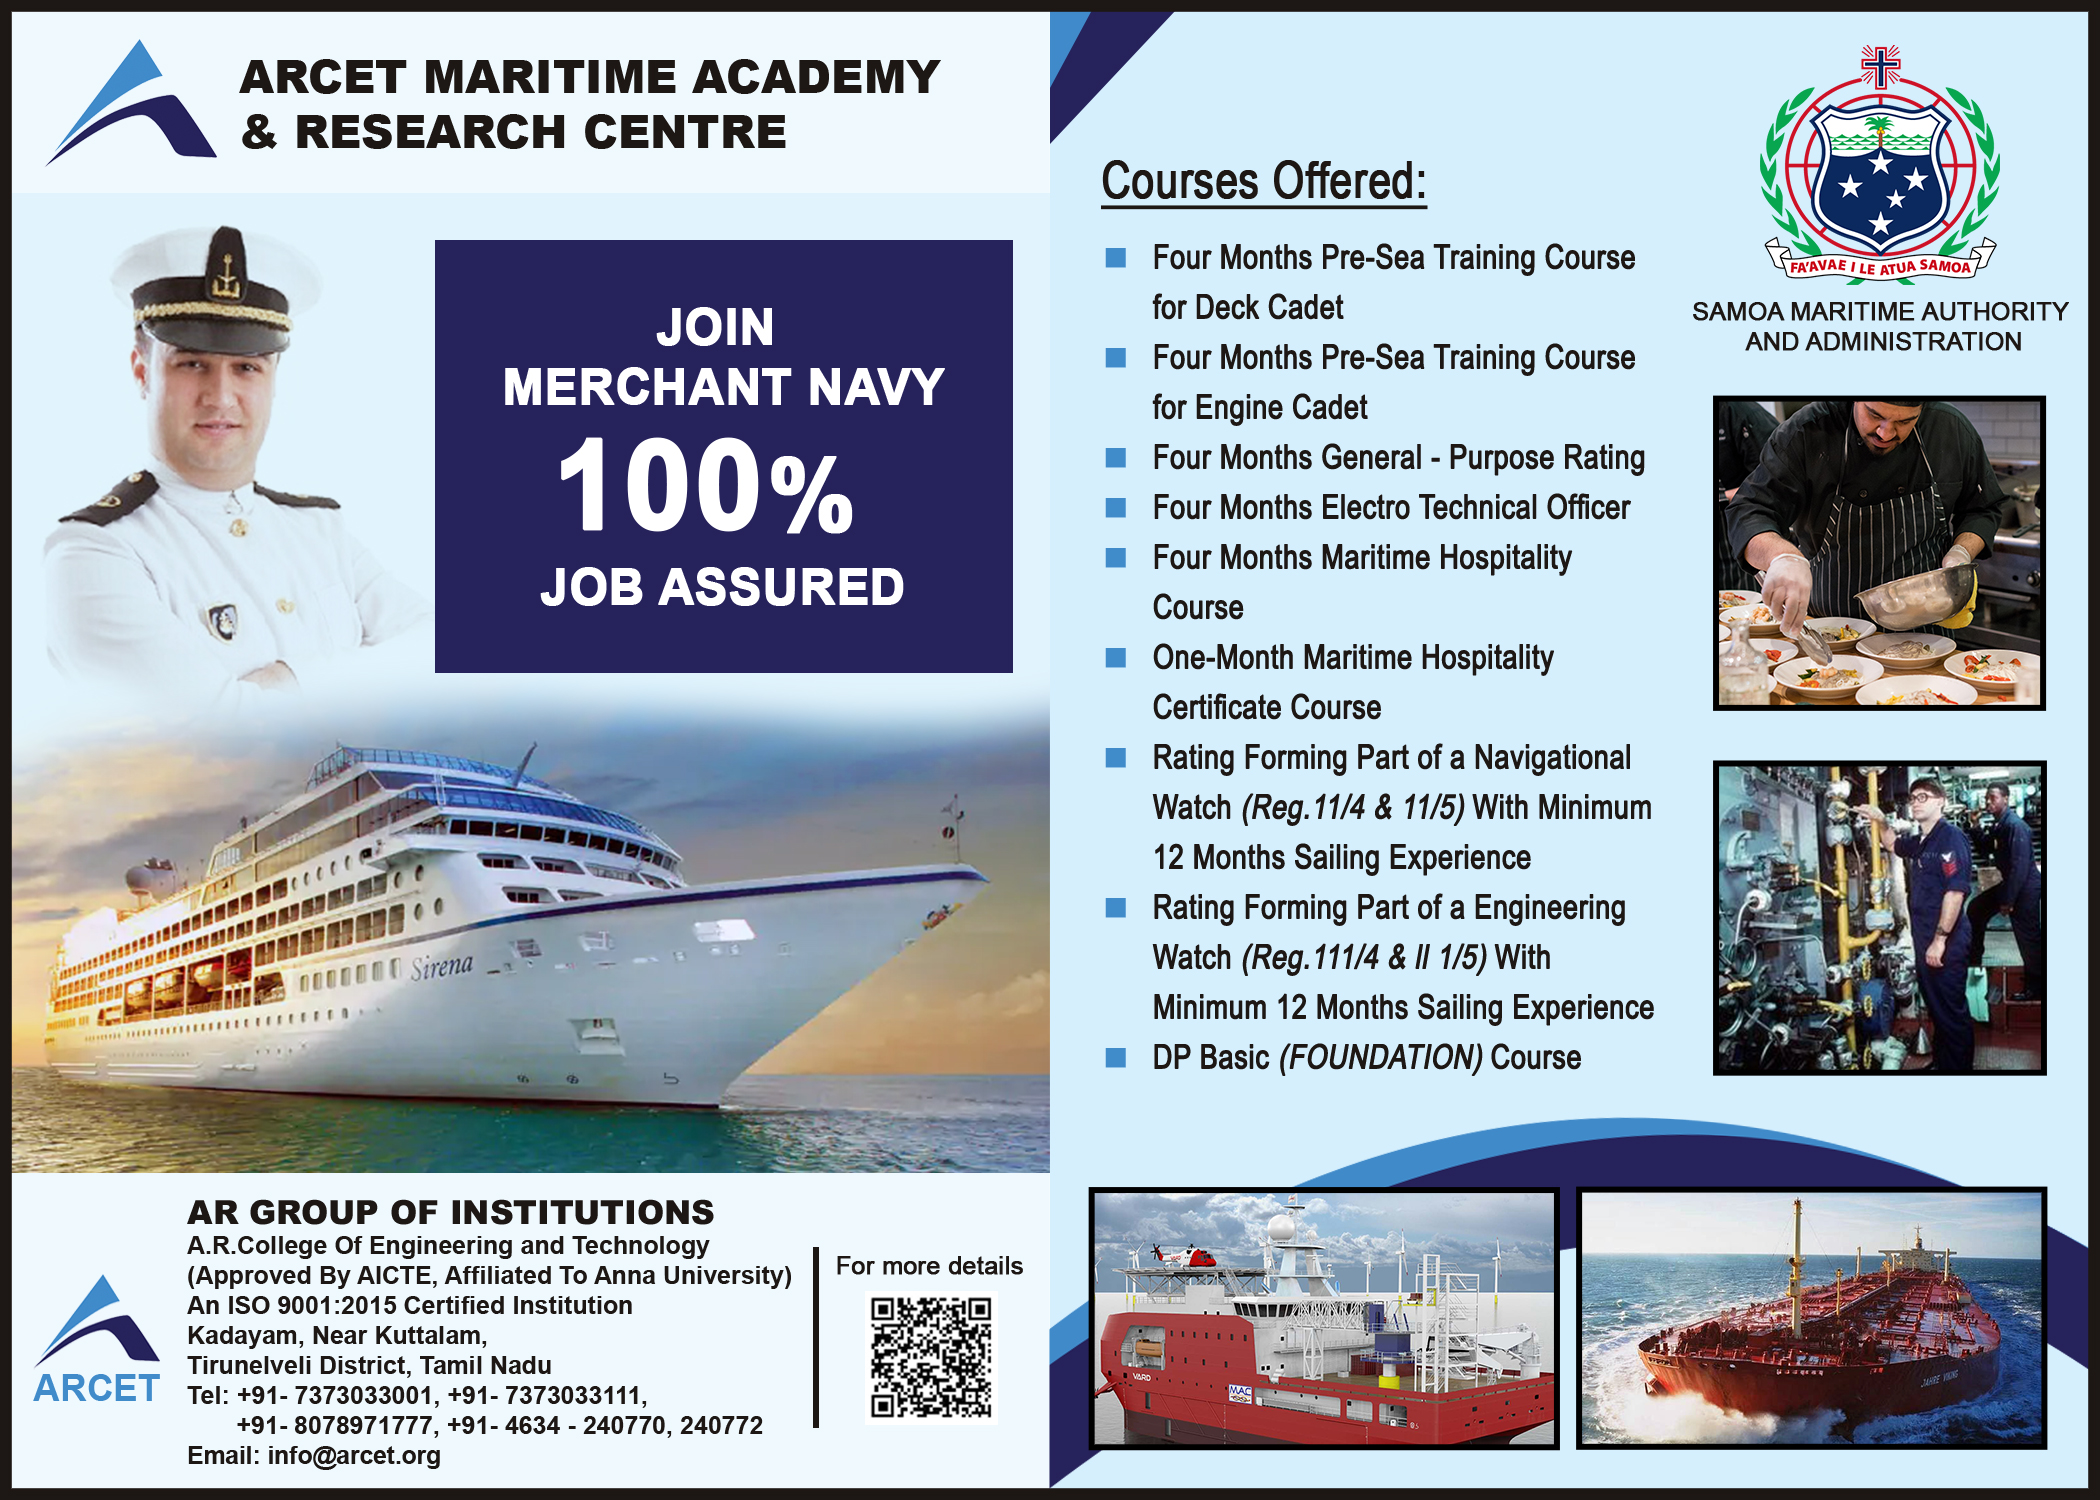 ARCET MARITIME ACADEMY
& RESEARCH CENTRE
JOIN
MERCHANT NAVY
100%
JOB ASSURED
Sirena
AR GROUP OF INSTITUTIONS
A.R.College Of Engineering and Technology
(Approved By AICTE, Affiliated To Anna University)
An ISO 9001:2015 Certified Institution
Kadayam, Near Kuttalam,
Tirunelveli District, Tamil Nadu
Tel: +91- 7373033001, +91- 7373033111,
+91- 8078971777, +91- 4634 - 240770, 240772
Email: info@arcet.org
ARCET
For more details
Courses Offered:
Four Months Pre-Sea Training Course
for Deck Cadet
Four Months Pre-Sea Training Course
for Engine Cadet
Four Months General - Purpose Rating
Four Months Electro Technical Officer
Four Months Maritime Hospitality
Course
One-Month Maritime Hospitality
Certificate Course
Rating Forming Part of a Navigational
Watch (Reg.11/4 & 11/5) With Minimum
12 Months Sailing Experience
Rating Forming Part of a Engineering
Watch (Reg.111/4 & II 1/5) With
Minimum 12 Months Sailing Experience
DP Basic (FOUNDATION) Course
FA'AVAE I LE ATUA SAMOA
SAMOA MARITIME AUTHORITY
AND ADMINISTRATION
VARD
MAC
JAHRE VIKING